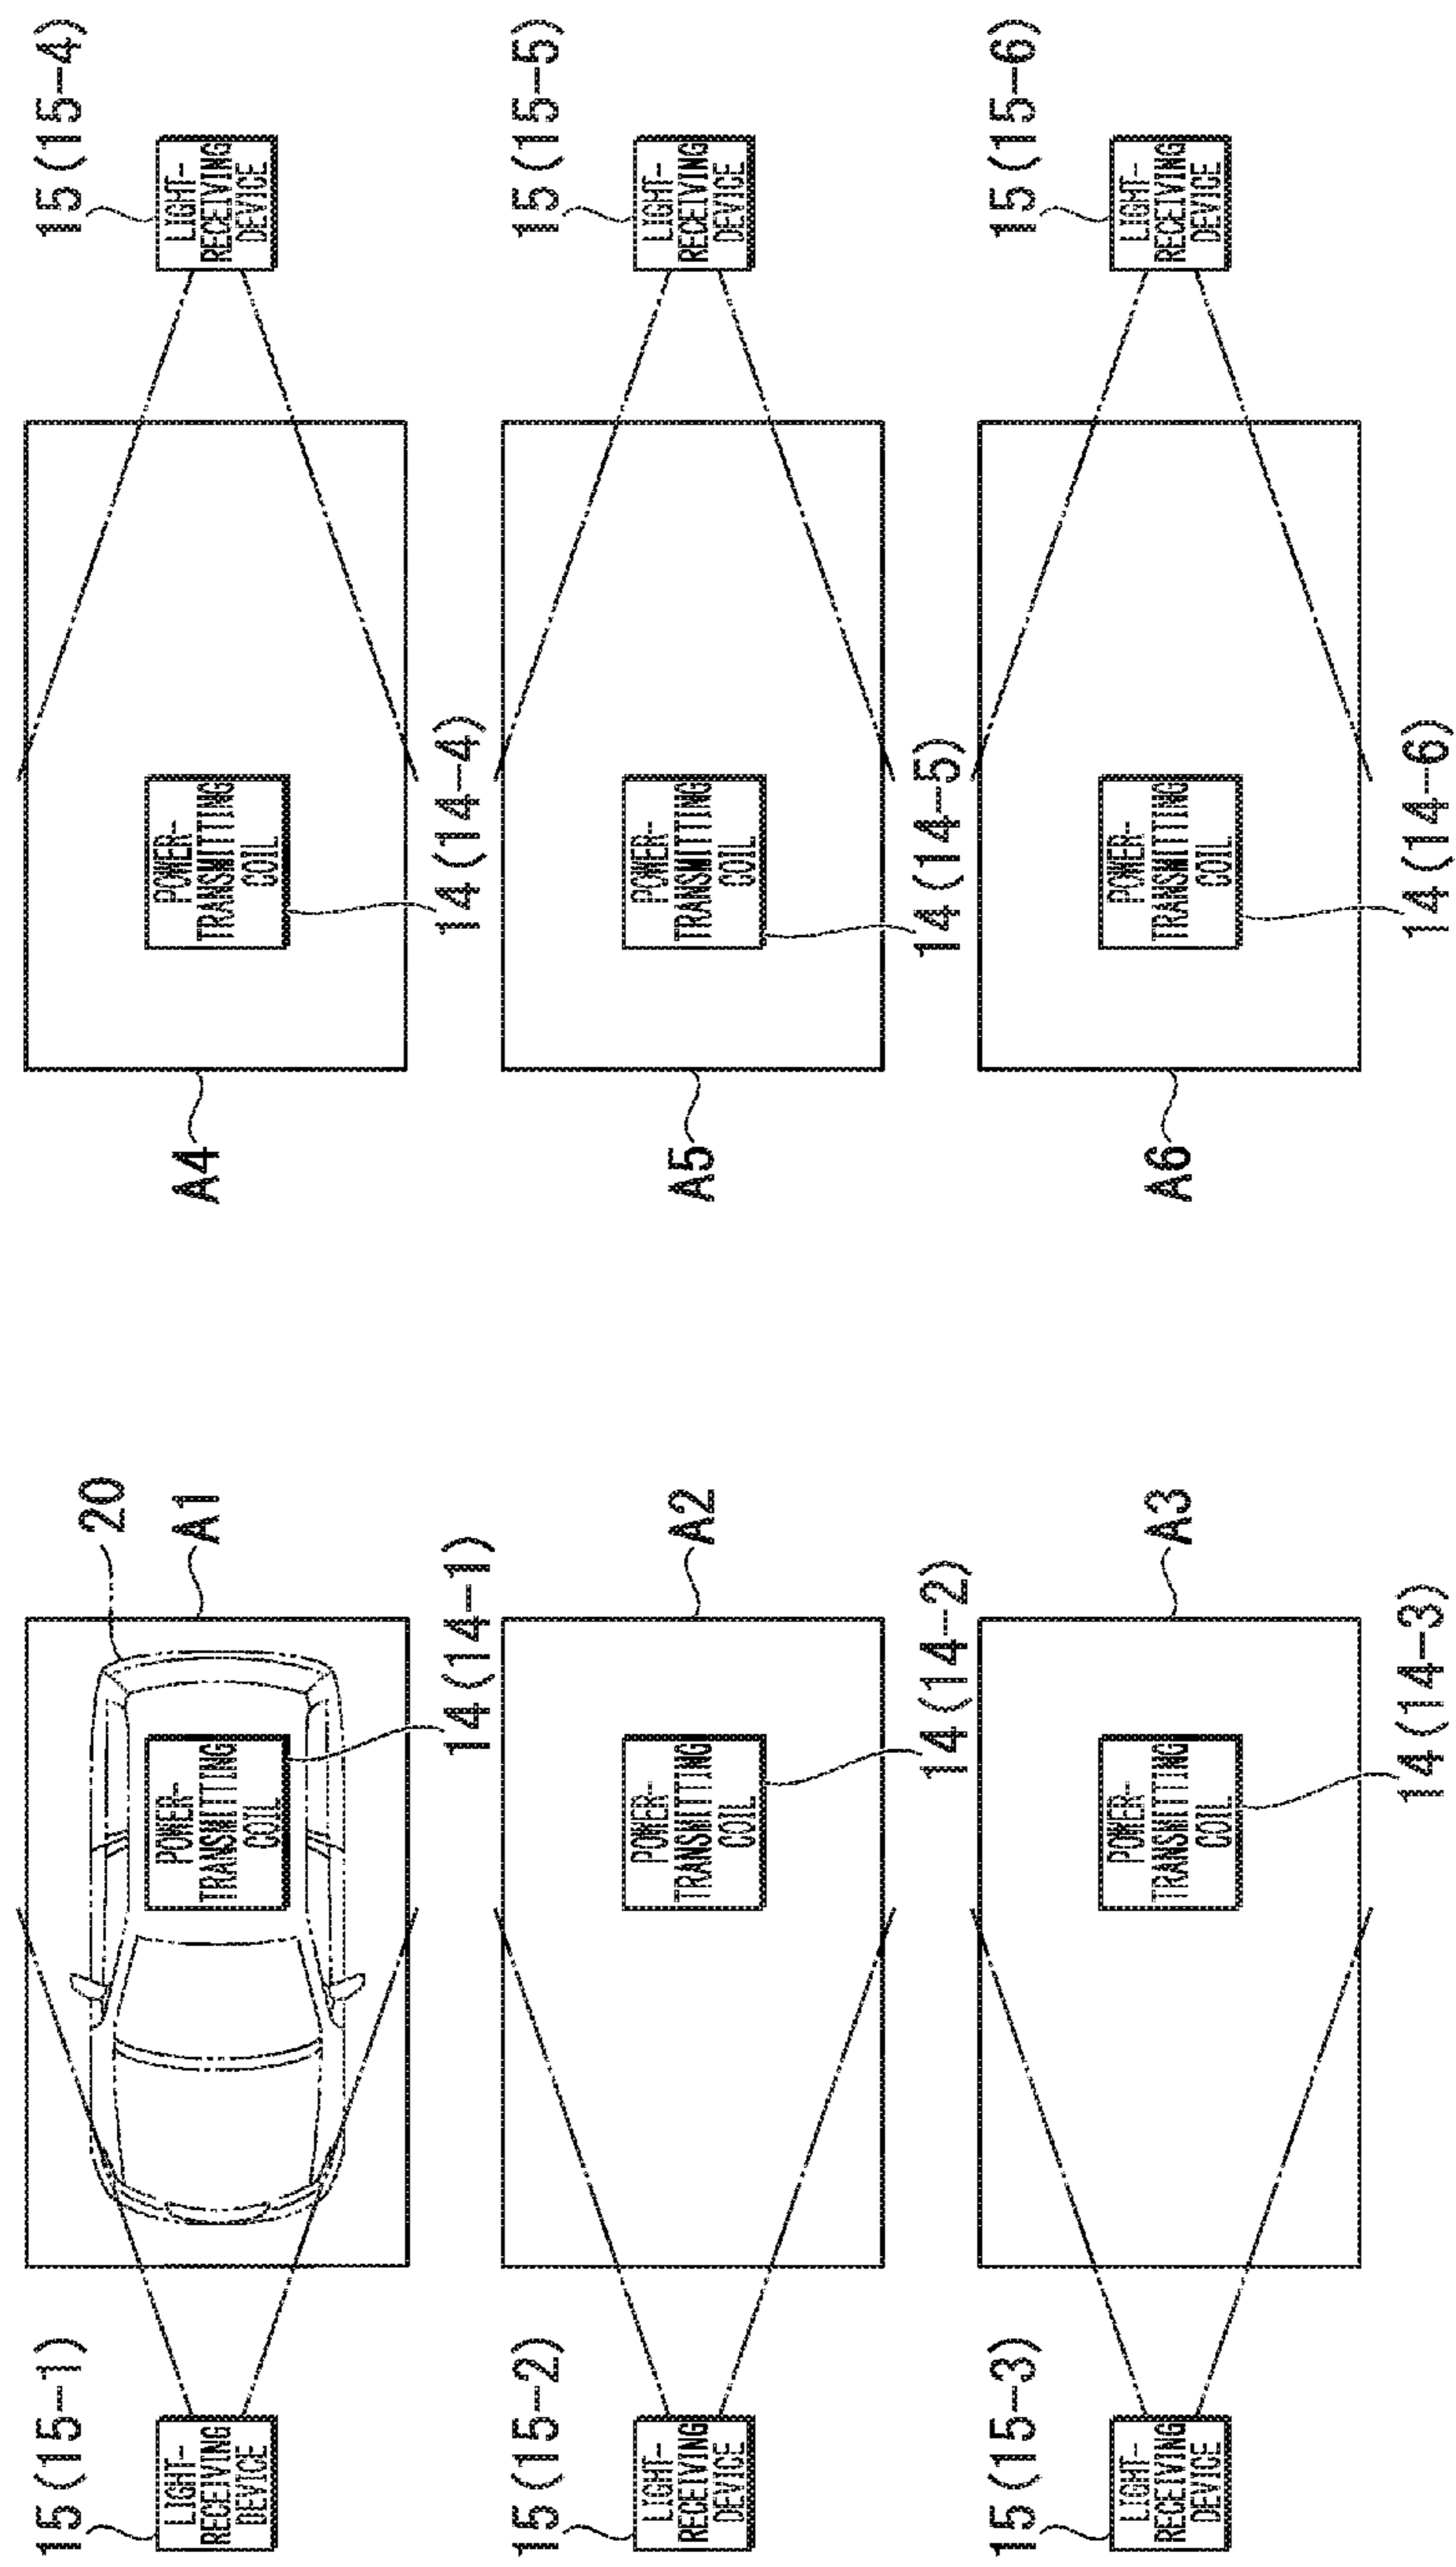 15(15-1)
LIGHT-
RECEIVING
DEVICE
20
A1
POWER-
TRANSMITTING
COIL
14(14-1)
A4
POWER-
TRANSMITTING
COIL
14(14-4)
15(15-4)
LIGHT-
RECEIVING
DEVICE
15(15-2)
LIGHT-
RECEIVING
DEVICE
A2
POWER-
TRANSMITTING
COIL
14(14-2)
A5
POWER-
TRANSMITTING
COIL
14(14-5)
15(15-5)
LIGHT-
RECEIVING
DEVICE
15(15-3)
LIGHT-
RECEIVING
DEVICE
A3
POWER-
TRANSMITTING
COIL
14(14-3)
A6
POWER-
TRANSMITTING
COIL
14(14-6)
15(15-6)
LIGHT-
RECEIVING
DEVICE